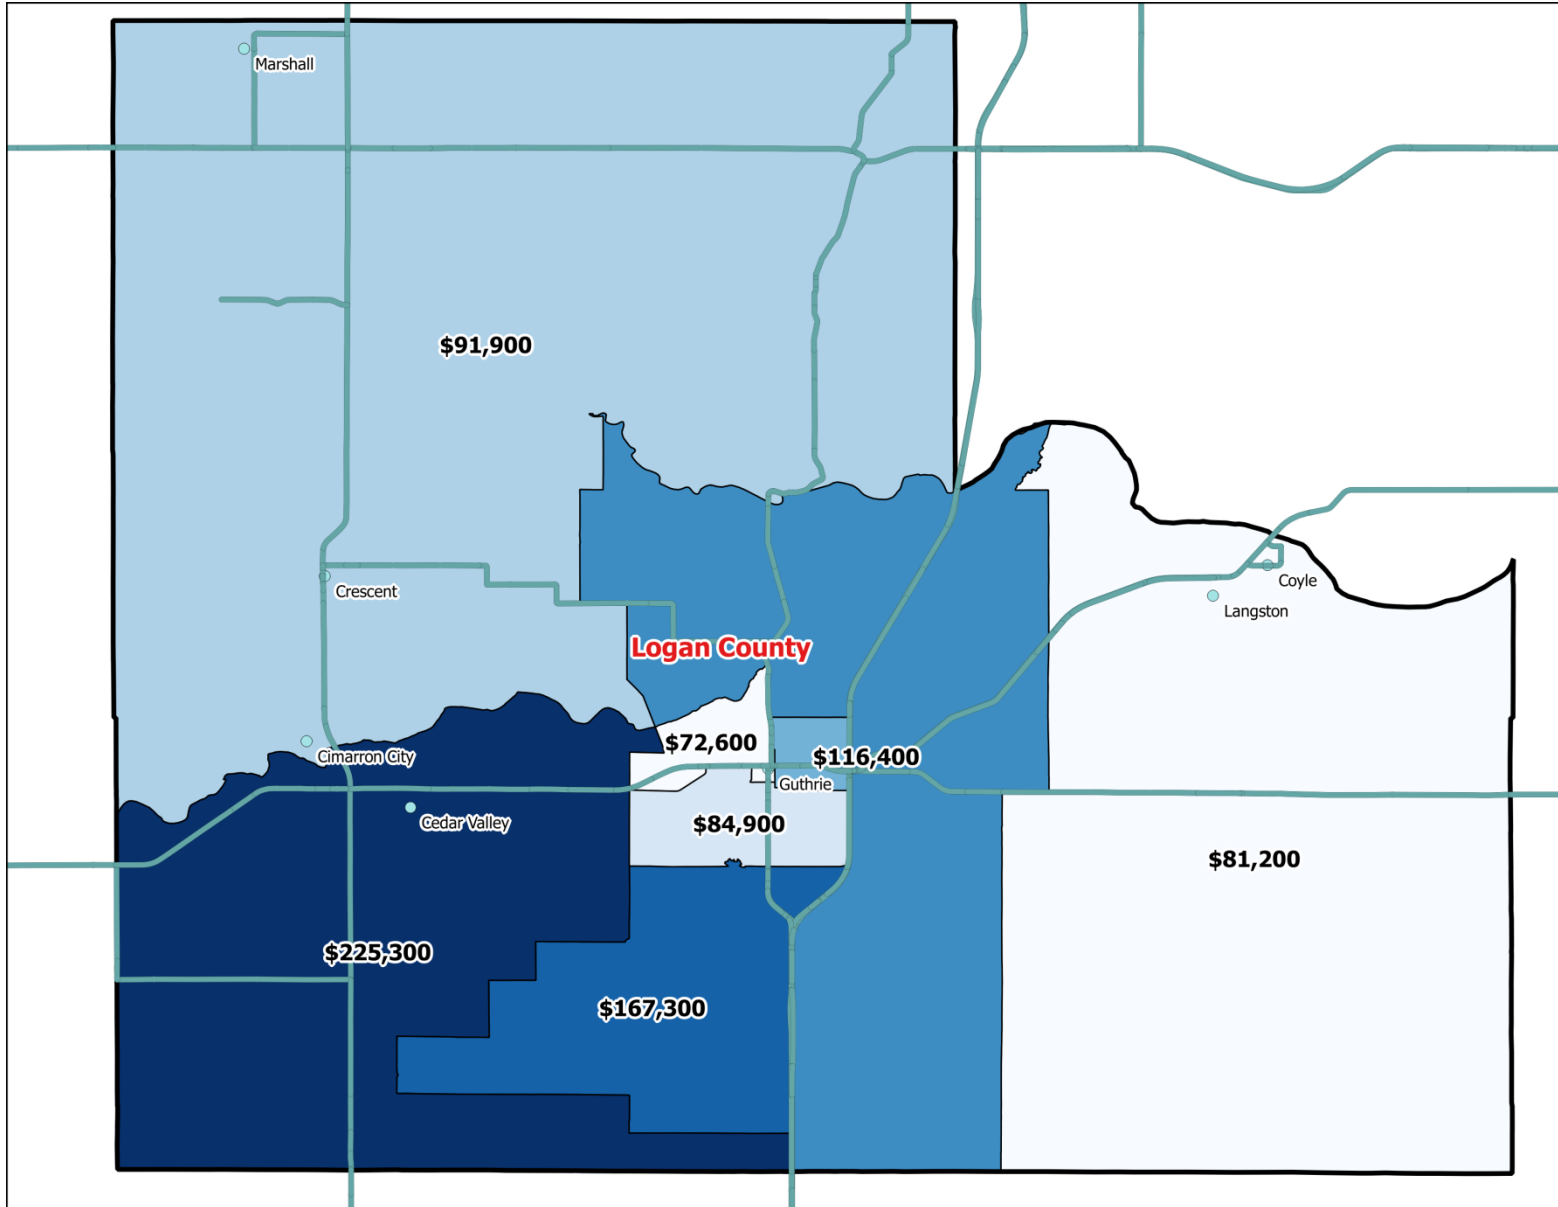 Marshall
$91,900
Crescent
Coyle
Langston
Logan County
$72,600
Cimarron City
$116,400
Guthrie
Cedar Valley
$84,900
$81,200
$225,300
$167,300